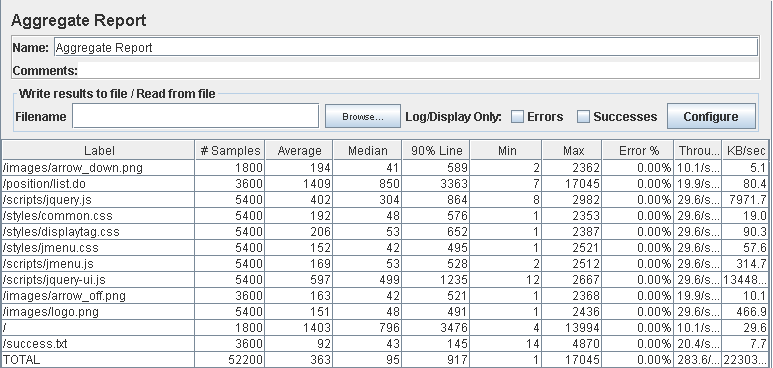 Aggregate Report
Name: Aggregate Report
Comments:
Write results to file / Read from file
Filename Browse... Log/Display Only: Errors Successes Configure
Label # Samples Average Median 90% Line Min Max Error % Throu... KB/sec
/images/arrow_down.png 1800 194 41 589 2 2362 0.00% 10.1/s... 5.1
/position/list.do 3600 1409 850 3363 7 17045 0.00% 19.9/s... 80.4
/scripts/jquery.js 5400 402 304 864 8 2982 0.00% 29.6/s... 7971.7
/styles/common.css 5400 192 48 576 1 2353 0.00% 29.6/s... 19.0
/styles/displaytag.css 5400 206 53 652 1 2387 0.00% 29.6/s... 90.3
/styles/jmenu.css 5400 152 42 495 1 2521 0.00% 29.6/s... 57.6
/scripts/jmenu.js 5400 169 53 528 2 2512 0.00% 29.6/s... 314.7
/scripts/jquery-ui.js 5400 597 499 1235 12 2667 0.00% 29.6/s... 13448...
/images/arrow_off.png 3600 163 42 521 1 2368 0.00% 19.9/s... 10.1
/images/logo.png 5400 151 48 491 1 2436 0.00% 29.6/s... 466.9
/ 1800 1403 796 3476 4 13994 0.00% 10.1/s... 29.6
/success.txt 3600 92 43 145 14 4870 0.00% 20.4/s... 7.7
TOTAL 52200 363 95 917 1 17045 0.00% 283.6/... 22303...